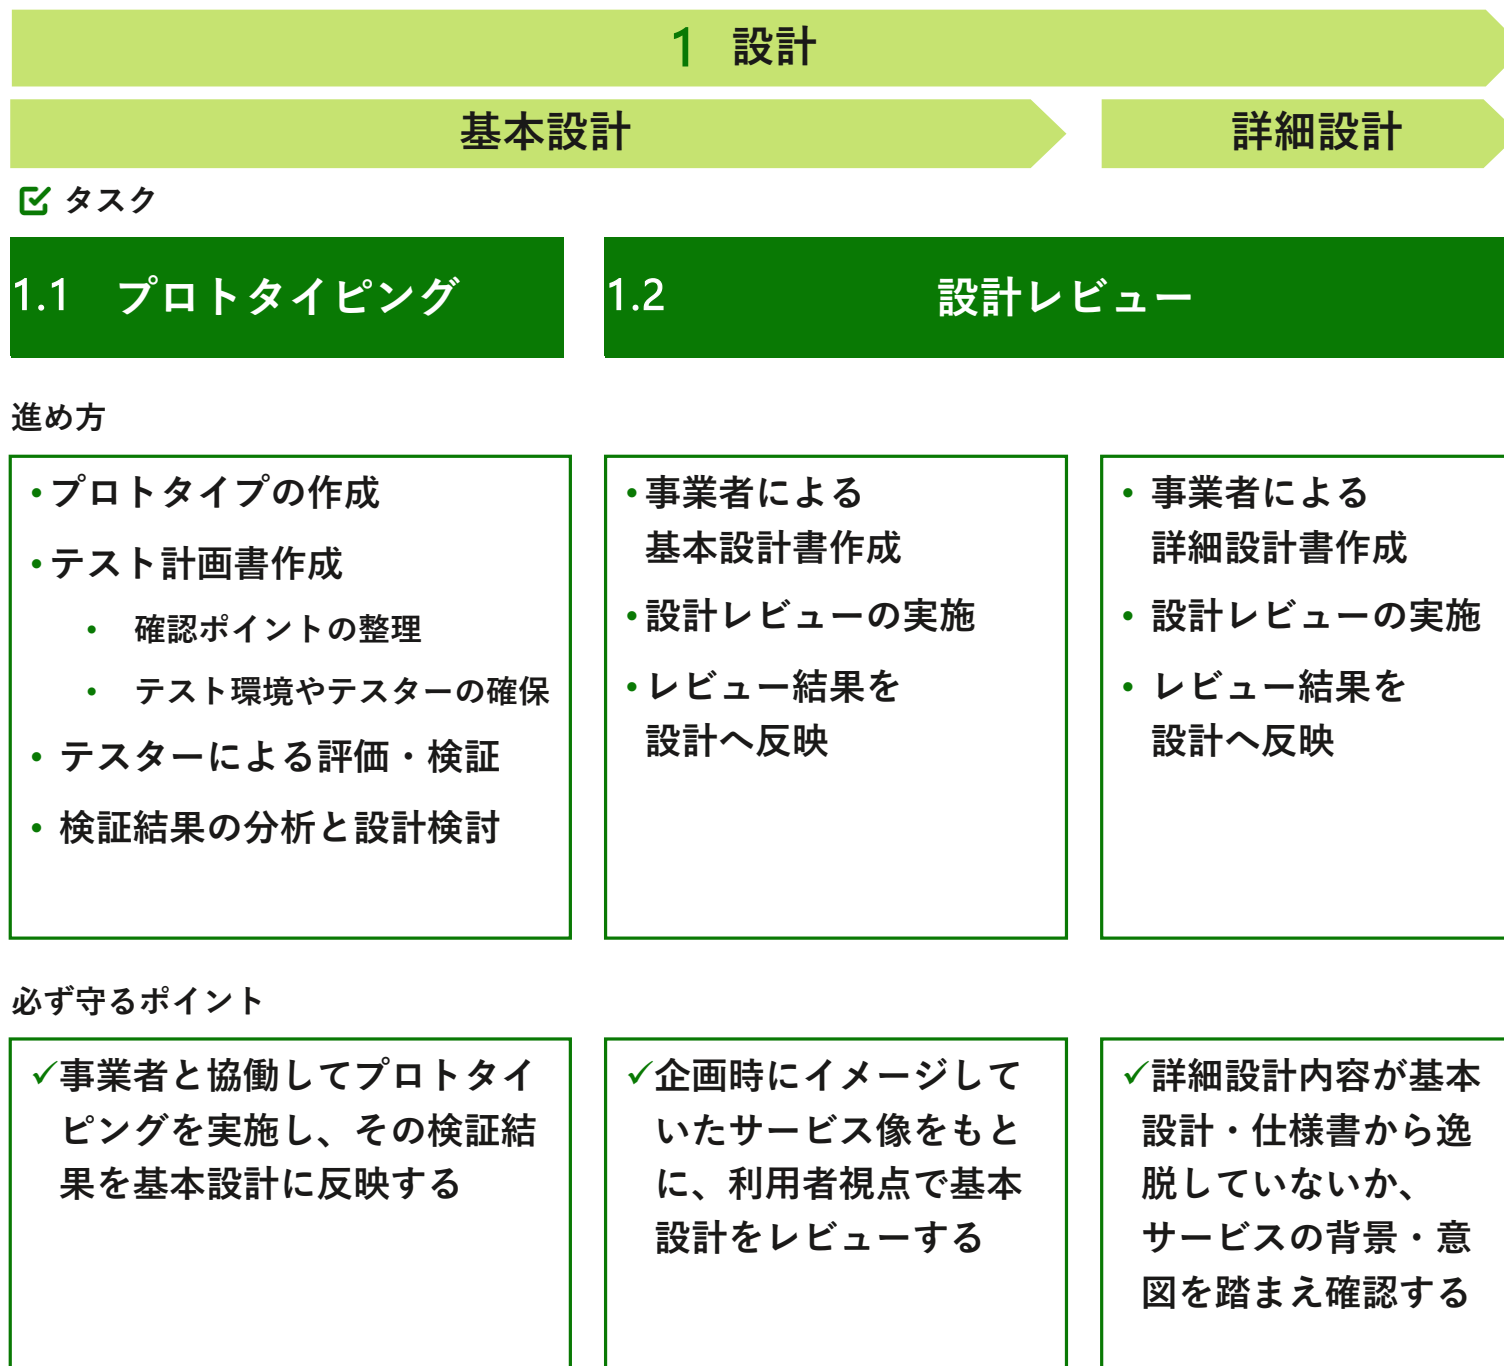 1 設計
基本設計
詳細設計
タスク
1.1 プロトタイピング
1.2 設計レビュー
進め方
・プロトタイプの作成
・テスト計画書作成
・ 確認ポイントの整理
・ テスト環境やテスターの確保
・ テスターによる評価・検証
・ 検証結果の分析と設計検討
・事業者による
基本設計書作成
・設計レビューの実施
・レビュー結果を
設計へ反映
・ 事業者による
詳細設計書作成
・ 設計レビューの実施
・ レビュー結果を
設計へ反映
必ず守るポイント
✓事業者と協働してプロトタイ
ピングを実施し、その検証結
果を基本設計に反映する
✓企画時にイメージして
いたサービス像をもと
に、利用者視点で基本
設計をレビューする
✓詳細設計内容が基本
設計・仕様書から逸
脱していないか、
サービスの背景・意
図を踏まえ確認する